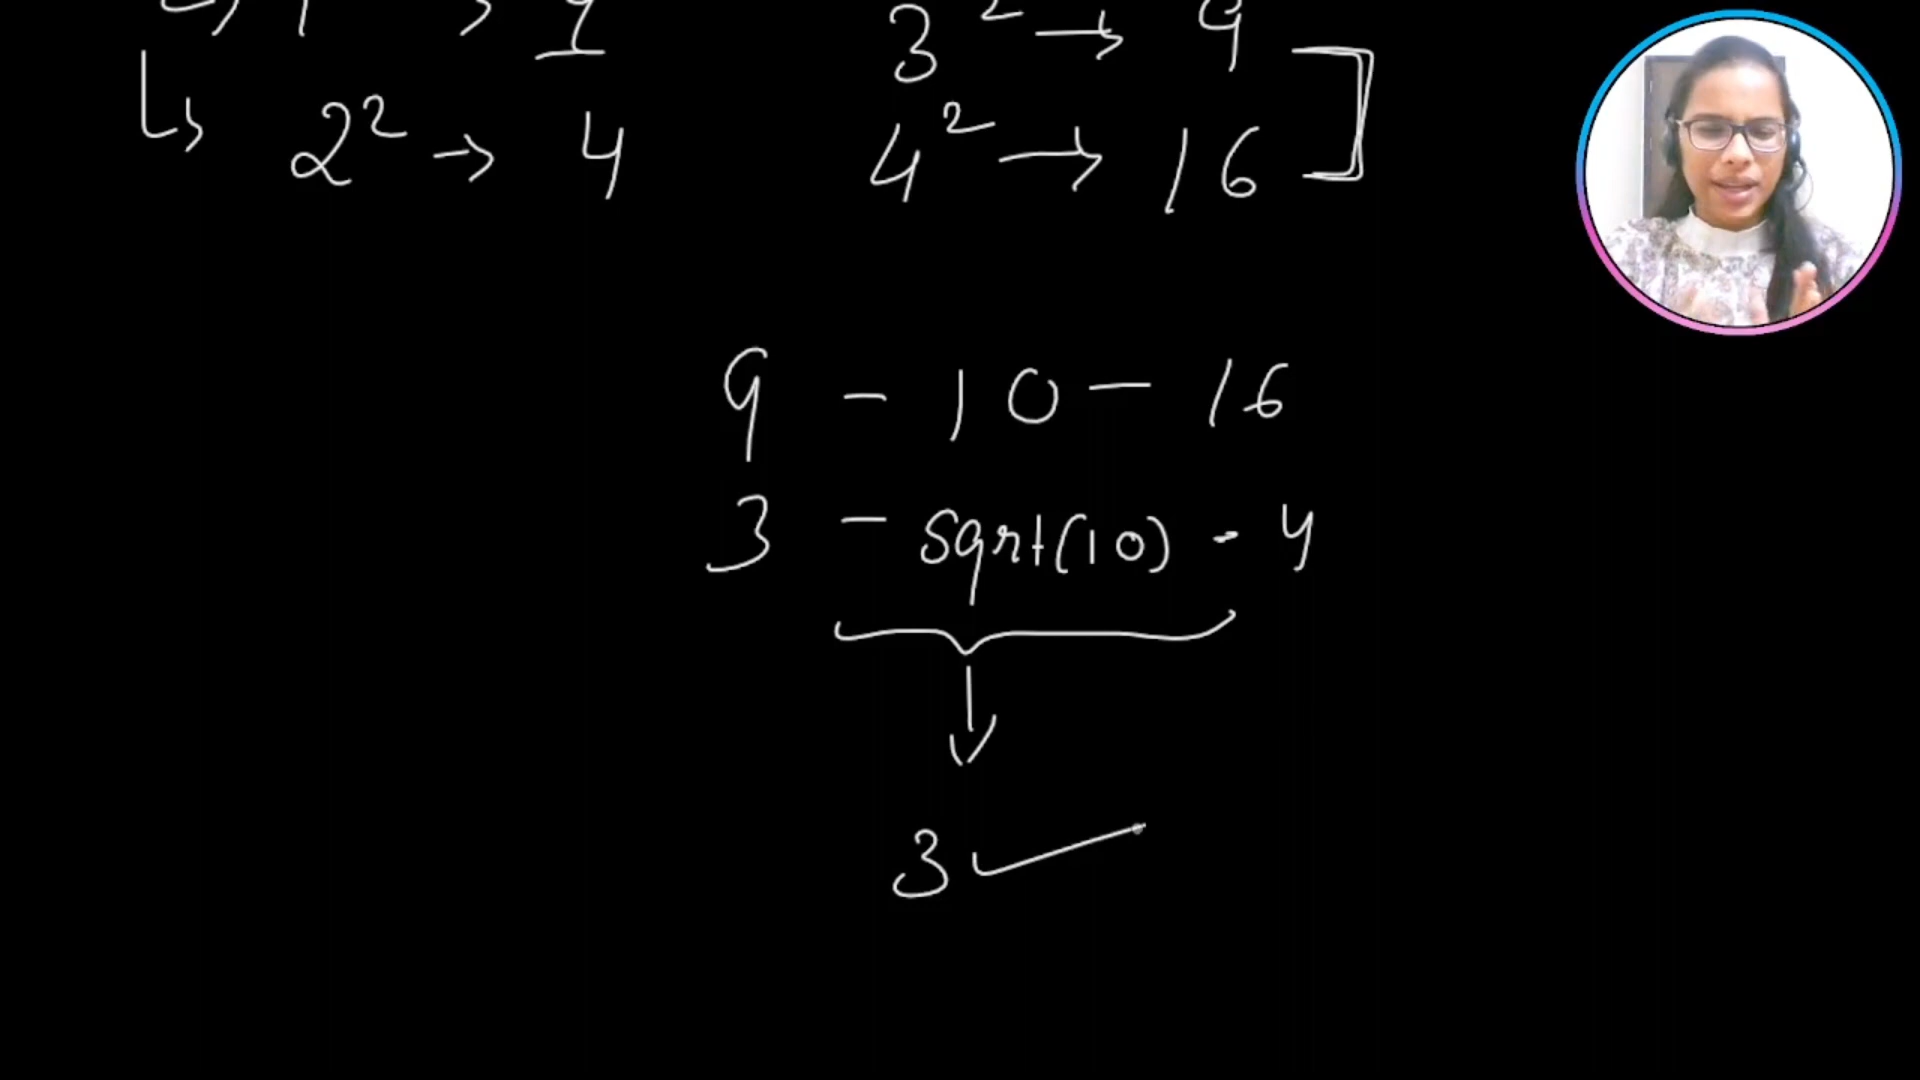 3² → 9
↳ 2² → 4
4² → 16
9 - 10 - 16
3 - sqrt(10) - 4
3 ✓